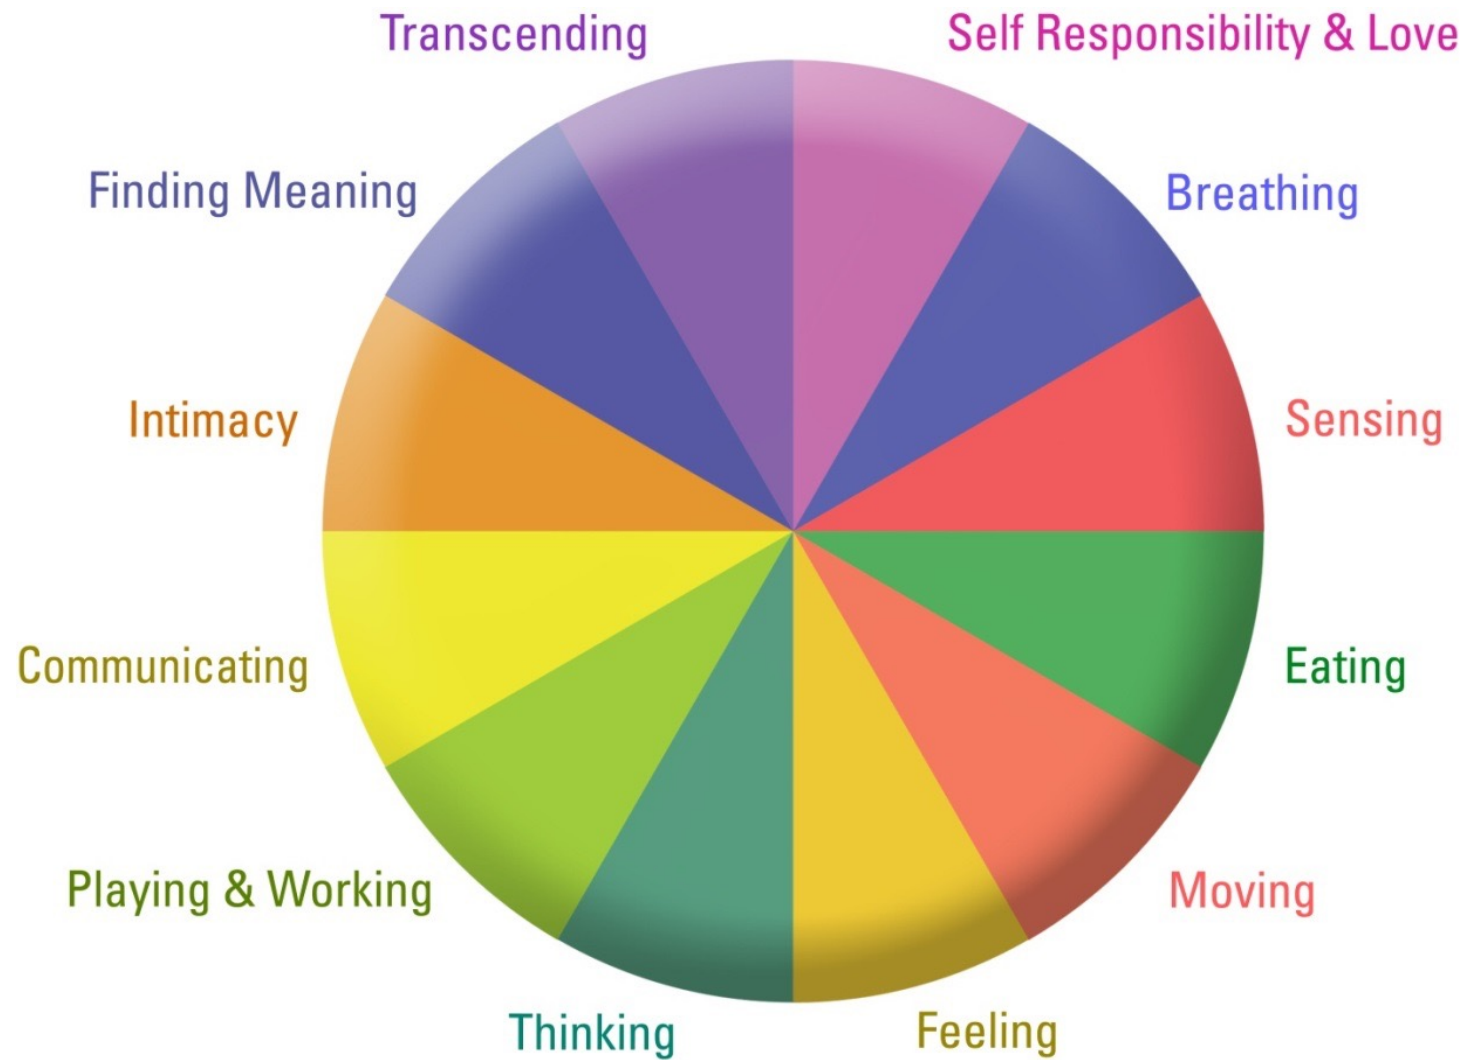 Transcending
Self Responsibility & Love
Finding Meaning
Breathing
Intimacy
Sensing
Communicating
Eating
Playing & Working
Moving
Thinking
Feeling